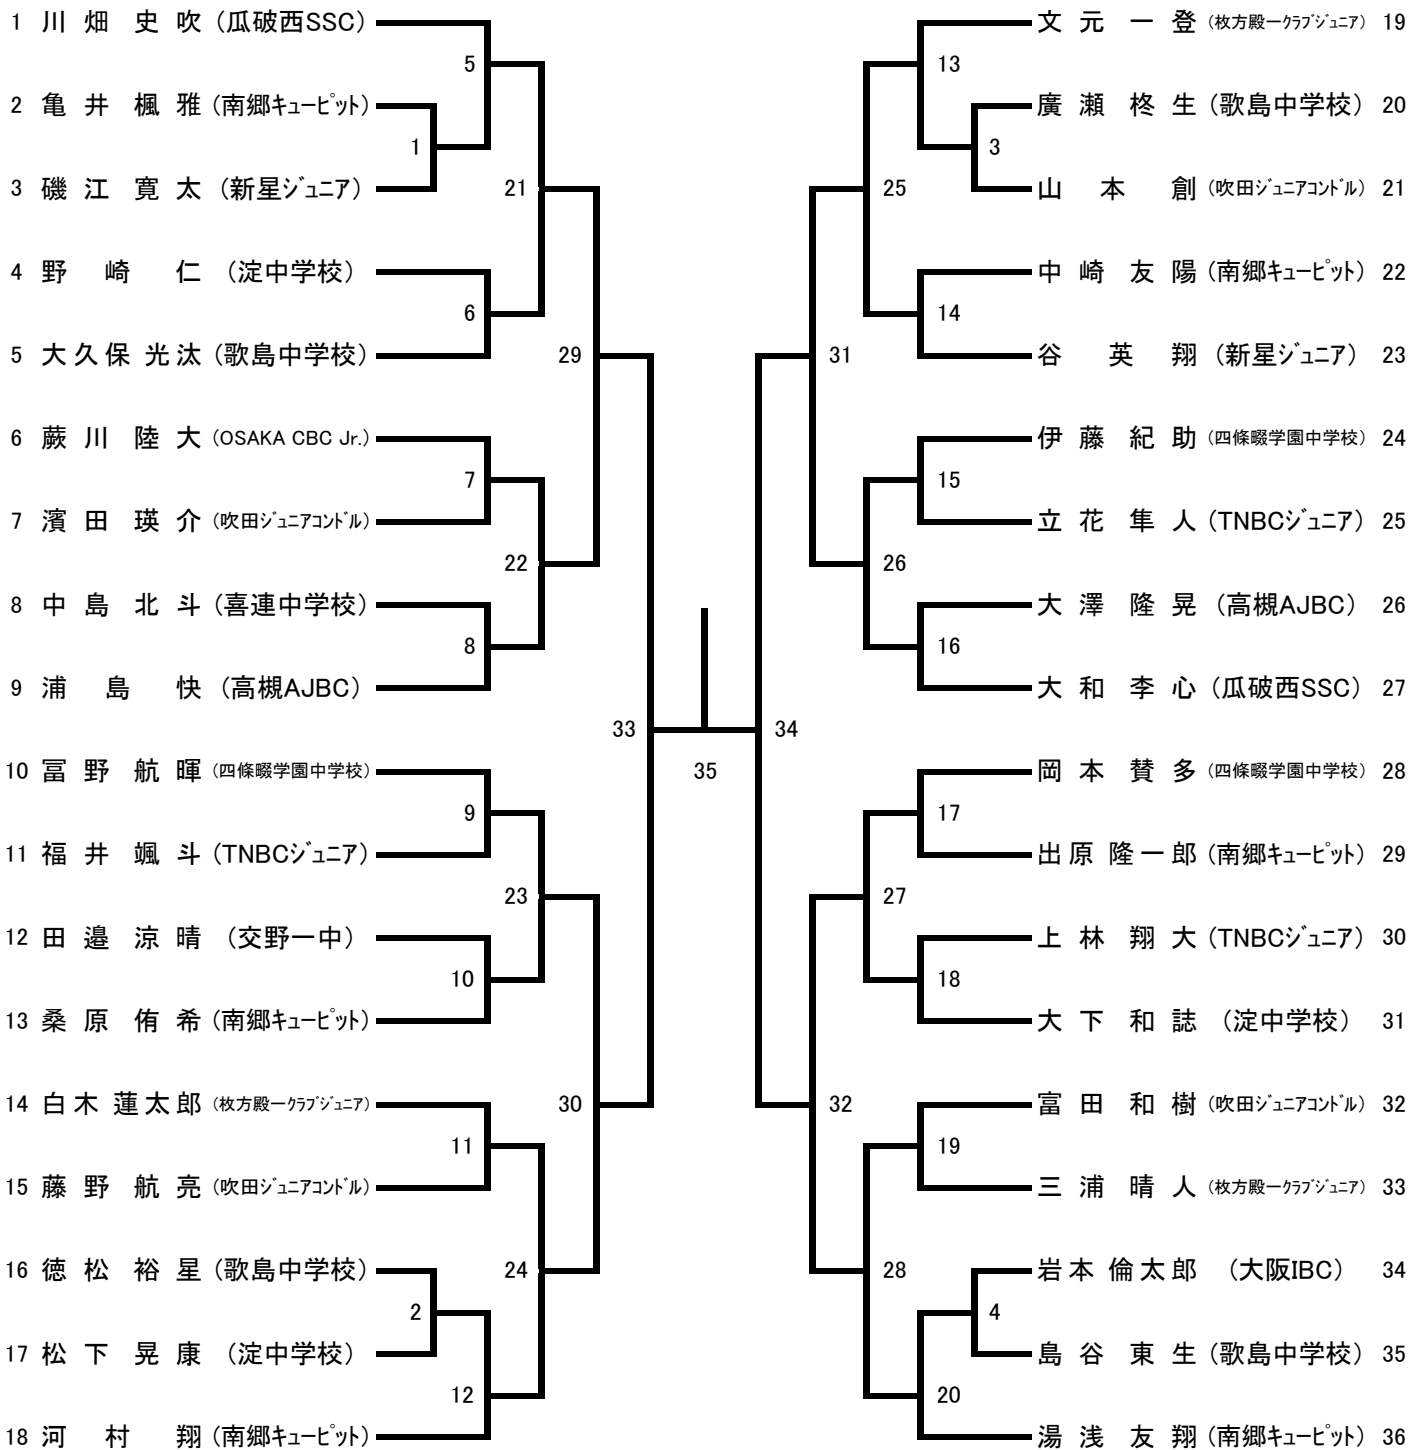 1 川畑史吹 (瓜破西SSC)
5
2 亀井楓雅 (南郷キューピット)
1
3 磯江寛太 (新星ジュニア)
21
4 野崎仁 (淀中学校)
6
5 大久保光汰 (歌島中学校)
29
6 蕨川陸大 (OSAKA CBC Jr.)
7
7 濱田瑛介 (吹田ジュニアコンドル)
22
8 中島北斗 (喜連中学校)
8
9 浦島快 (高槻AJBC)
33
10 冨野航暉 (四條畷学園中学校)
9
11 福井颯斗 (TNBCジュニア)
23
12 田邉涼晴 (交野一中)
10
13 桑原侑希 (南郷キューピット)
14 白木蓮太郎 (枚方殿一クラブジュニア)
30
11
15 藤野航亮 (吹田ジュニアコンドル)
16 徳松裕星 (歌島中学校)
24
2
17 松下晃康 (淀中学校)
12
18 河村翔 (南郷キューピット)
35
文元一登 (枚方殿一クラブジュニア) 19
13
廣瀬柊生 (歌島中学校) 20
3
山本創 (吹田ジュニアコンドル) 21
25
中崎友陽 (南郷キューピット) 22
14
谷英翔 (新星ジュニア) 23
31
伊藤紀助 (四條畷学園中学校) 24
15
立花隼人 (TNBCジュニア) 25
26
大澤隆晃 (高槻AJBC) 26
16
大和李心 (瓜破西SSC) 27
34
岡本賛多 (四條畷学園中学校) 28
17
出原隆一郎 (南郷キューピット) 29
27
上林翔大 (TNBCジュニア) 30
18
大下和誌 (淀中学校) 31
富田和樹 (吹田ジュニアコンドル) 32
32
19
三浦晴人 (枚方殿一クラブジュニア) 33
岩本倫太郎 (大阪IBC) 34
28
4
島谷東生 (歌島中学校) 35
20
湯浅友翔 (南郷キューピット) 36